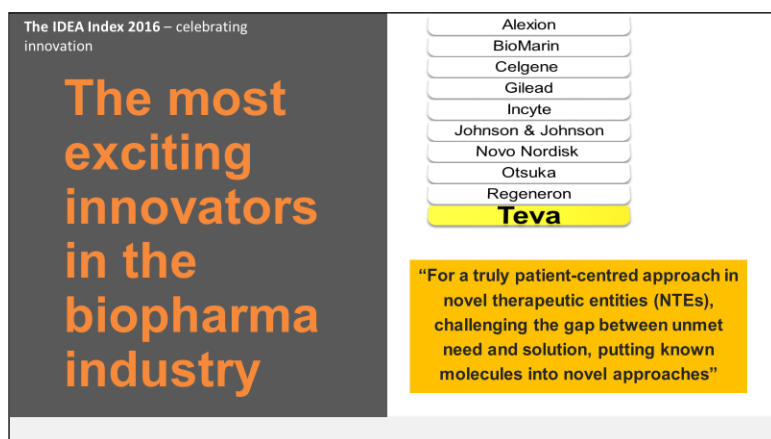 The IDEA Index 2016 – celebrating
innovation
The most
exciting
innovators
in the
biopharma
industry
Alexion
BioMarin
Celgene
Gilead
Incyte
Johnson & Johnson
Novo Nordisk
Otsuka
Regeneron
Teva
“For a truly patient-centred approach in
novel therapeutic entities (NTEs),
challenging the gap between unmet
need and solution, putting known
molecules into novel approaches”